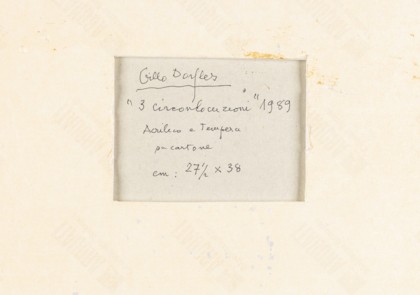 Gillo Dorfles
"3 circonlocuzioni" 1989
Acrilico e Tempera
su cartone
cm: 27½ x 38